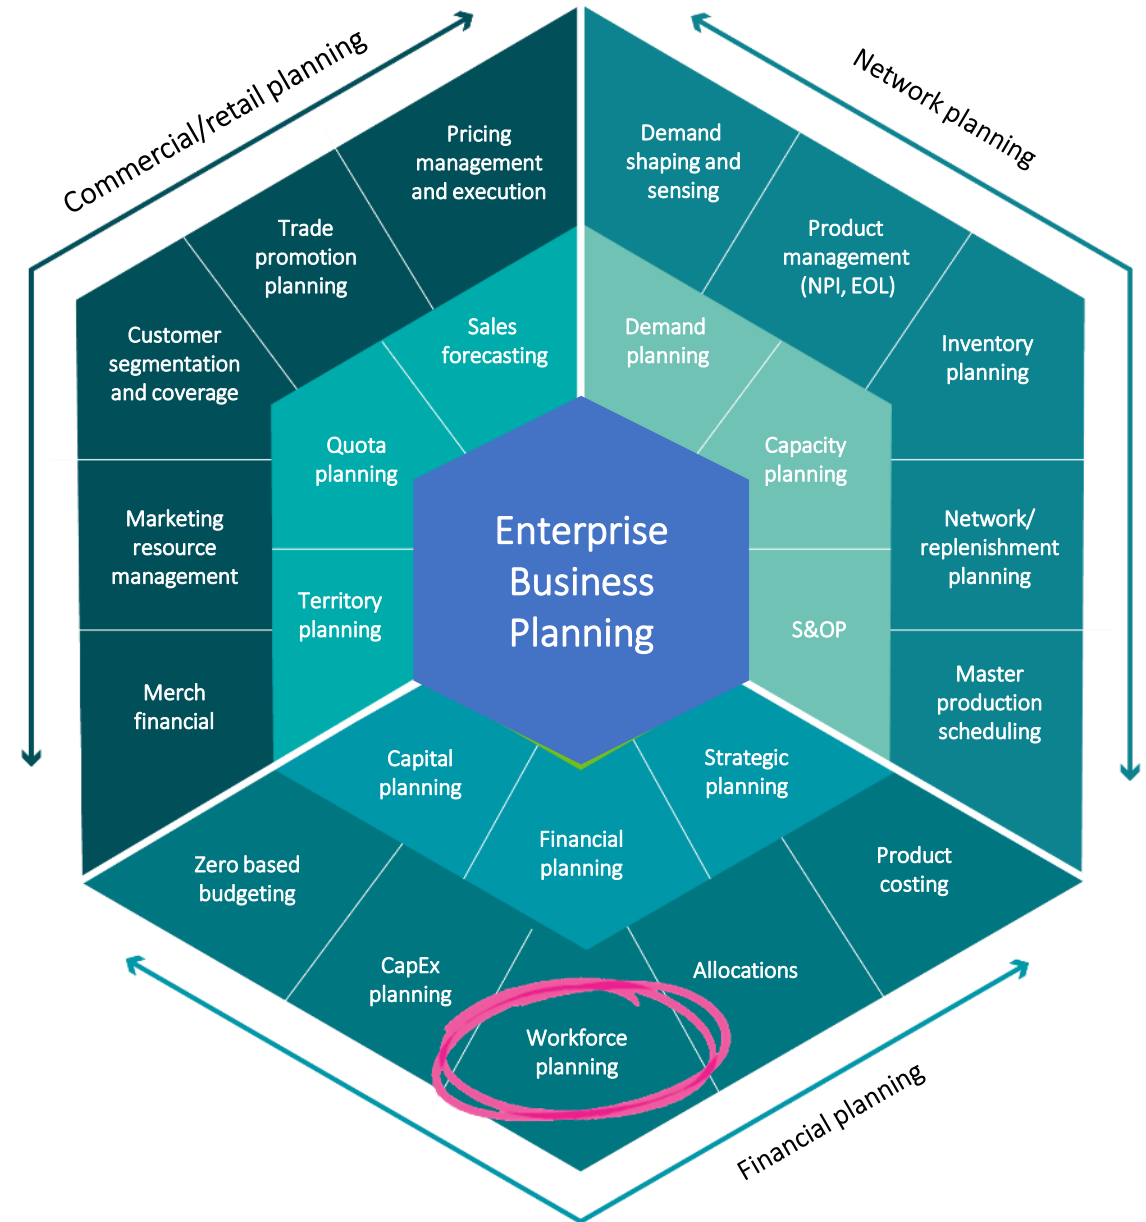 Commercial/retail planning
Network planning
Pricing
management
and execution
Trade
promotion
planning
Customer
segmentation
and coverage
Marketing
resource
management
Merch
financial
Sales
forecasting
Quota
planning
Territory
planning
Demand
shaping and
sensing
Product
management
(NPI, EOL)
Inventory
planning
Network/
replenishment
planning
Master
production
scheduling
Demand
planning
Capacity
planning
S&OP
Enterprise
Business
Planning
Capital
planning
Financial
planning
Strategic
planning
Zero based
budgeting
CapEx
planning
Workforce
planning
Allocations
Product
costing
Financial planning